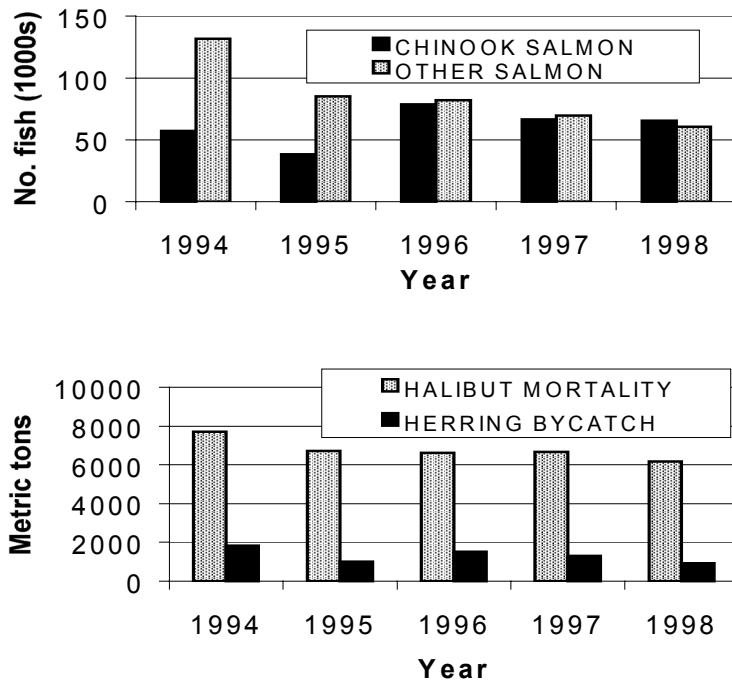 No. fish (1000s)
150
100
50
0
CHINOOK SALMON
OTHER SALMON
1994 1995 1996 1997 1998
Year
Metric tons
10000
8000
6000
4000
2000
0
HALIBUT MORTALITY
HERRING BYCATCH
1994 1995 1996 1997 1998
Year